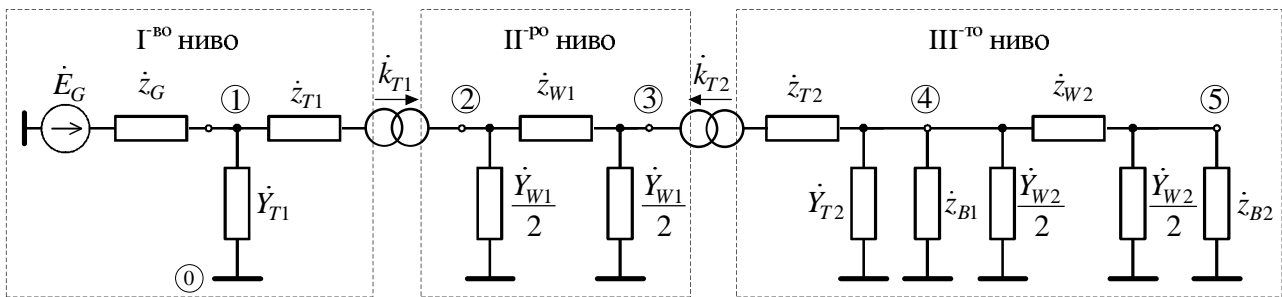 I-во ниво
II-ро ниво
III-то ниво
Ė_G
ż_G
①
ż_T1
k̇_T1
②
ż_W1
③
k̇_T2
ż_T2
④
ż_W2
⑤
Ẏ_T1
Ẏ_W1/2
Ẏ_W1/2
Ẏ_T2
ż_B1
Ẏ_W2/2
Ẏ_W2/2
ż_B2
⓪